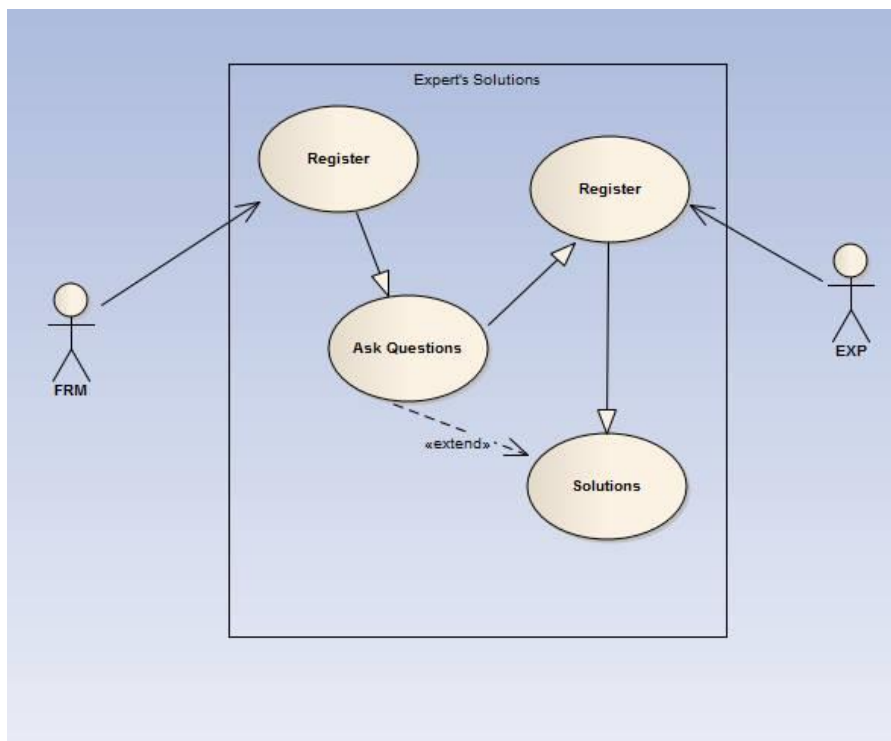 Expert's Solutions
Register
Register
Ask Questions
FRM
EXP
«extend»
Solutions